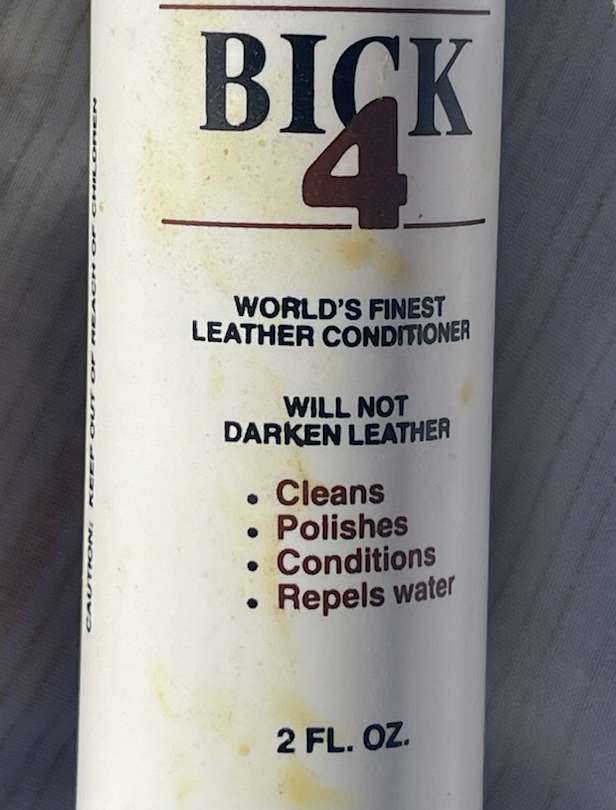 BICK
4
WORLD'S FINEST
LEATHER CONDITIONER
WILL NOT
DARKEN LEATHER
• Cleans
• Polishes
• Conditions
• Repels water
2 FL. OZ.
CAUTION: KEEP OUT OF REACH OF CHILDREN